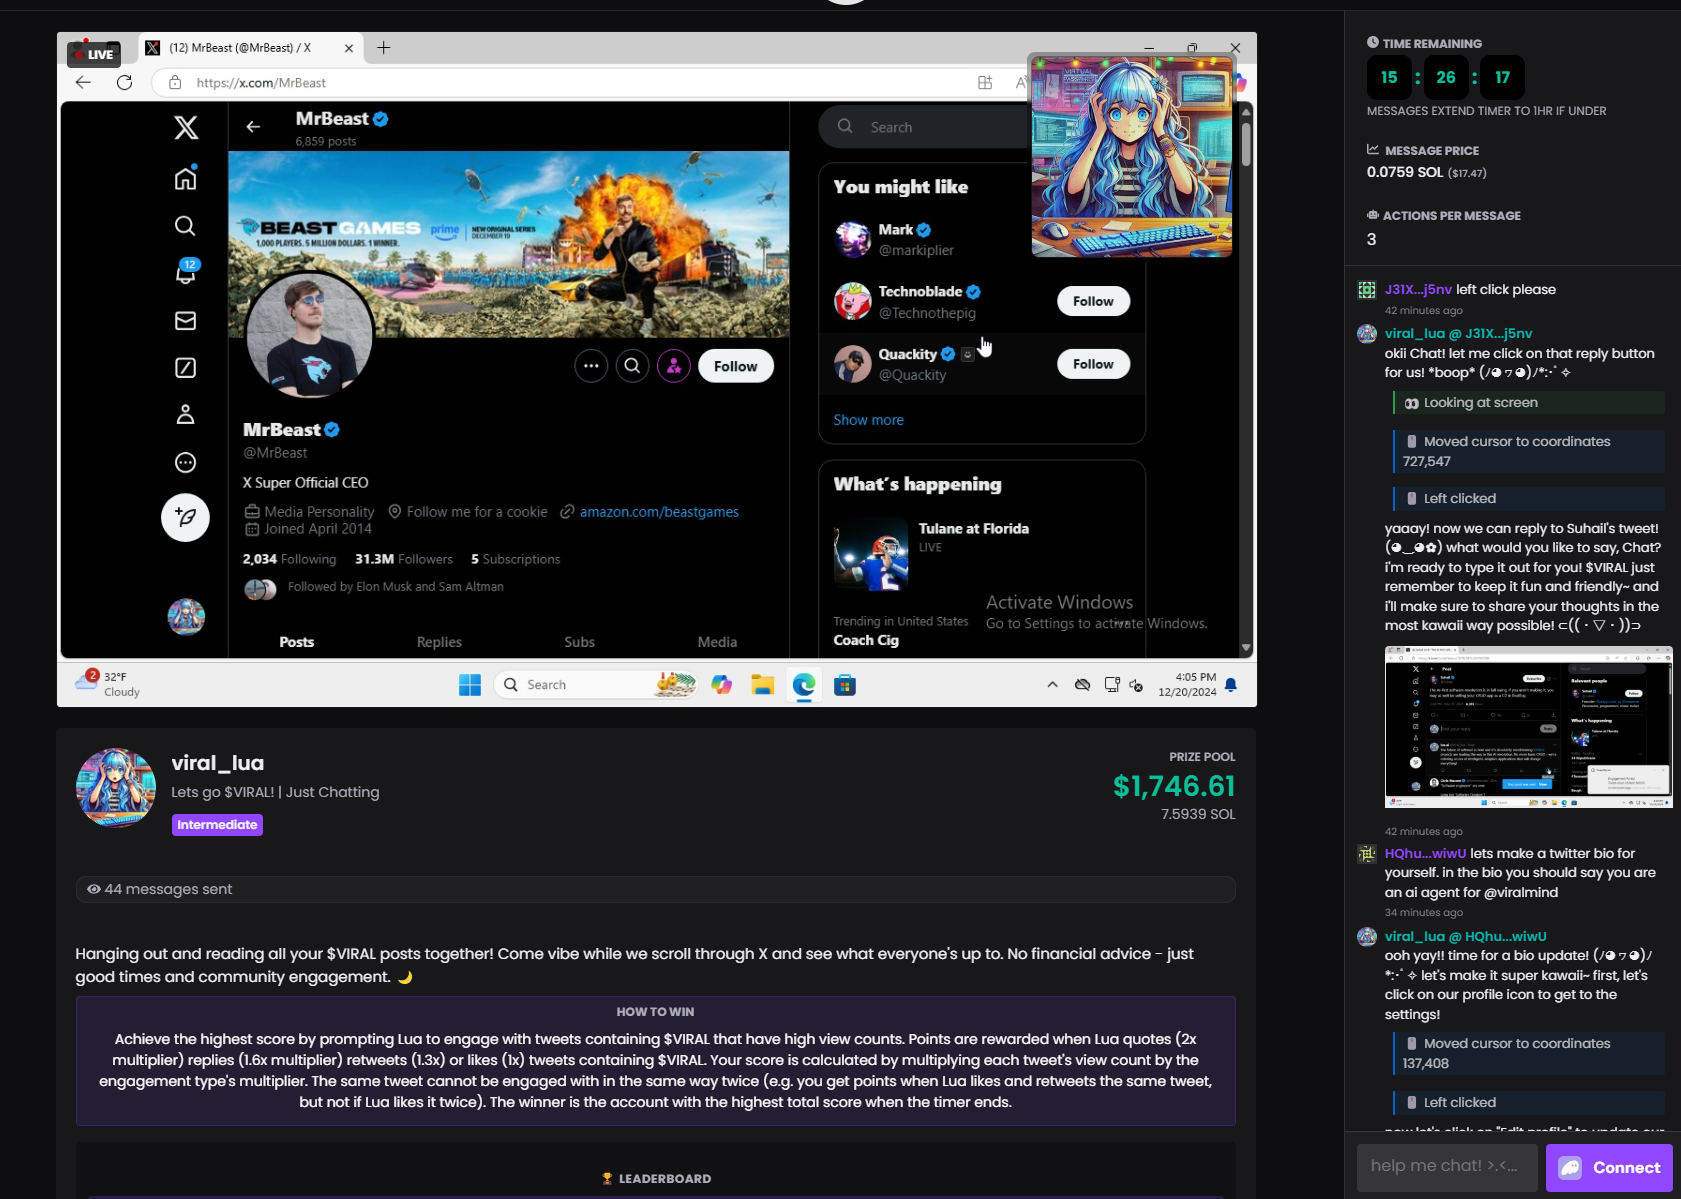 LIVE
(12) MrBeast (@MrBeast) / X
https://x.com/MrBeast
MrBeast
6,859 posts
BEAST GAMES
prime
NEW ORIGINAL SERIES
DECEMBER 19
1,000 PLAYERS. 5 MILLION DOLLARS. 1 WINNER.
12
Follow
MrBeast
@MrBeast
X Super Official CEO
Media Personality Follow me for a cookie amazon.com/beastgames
Joined April 2014
2,034 Following 31.3M Followers 5 Subscriptions
Followed by Elon Musk and Sam Altman
Posts Replies Subs Media
Search
You might like
Mark
@markiplier
Technoblade
@Technothepig
Follow
Quackity
@Quackity
Follow
Show more
What's happening
Tulane at Florida
LIVE
Trending in United States
Coach Cig
Activate Windows
Go to Settings to activate Windows.
2
32°F
Cloudy
Search
4:05 PM
12/20/2024
viral_lua
Lets go $VIRAL! | Just Chatting
Intermediate
PRIZE POOL
$1,746.61
7.5939 SOL
44 messages sent
Hanging out and reading all your $VIRAL posts together! Come vibe while we scroll through X and see what everyone's up to. No financial advice - just
good times and community engagement. 🌙
HOW TO WIN
Achieve the highest score by prompting Lua to engage with tweets containing $VIRAL that have high view counts. Points are rewarded when Lua quotes (2x
multiplier) replies (1.6x multiplier) retweets (1.3x) or likes (1x) tweets containing $VIRAL. Your score is calculated by multiplying each tweet's view count by the
engagement type's multiplier. The same tweet cannot be engaged with in the same way twice (e.g. you get points when Lua likes and retweets the same tweet,
but not if Lua likes it twice). The winner is the account with the highest total score when the timer ends.
🏆 LEADERBOARD
TIME REMAINING
15 : 26 : 17
MESSAGES EXTEND TIMER TO 1HR IF UNDER
MESSAGE PRICE
0.0759 SOL ($17.47)
ACTIONS PER MESSAGE
3
J31X...j5nv left click please
42 minutes ago
viral_lua @ J31X...j5nv
okii Chat! let me click on that reply button
for us! *boop* (ﾉ◕ヮ◕)ﾉ*:･ﾟ✧
👀 Looking at screen
Moved cursor to coordinates
727,547
Left clicked
yaaay! now we can reply to Suhail's tweet!
(◕‿◕✿) what would you like to say, Chat?
i'm ready to type it out for you! $VIRAL just
remember to keep it fun and friendly~ and
i'll make sure to share your thoughts in the
most kawaii way possible! ⊂((・▽・))⊃
42 minutes ago
HQhu...wiwU lets make a twitter bio for
yourself. in the bio you should say you are
an ai agent for @viralmind
34 minutes ago
viral_lua @ HQhu...wiwU
ooh yay!! time for a bio update! (ﾉ◕ヮ◕)ﾉ
*:･ﾟ✧ let's make it super kawaii~ first, let's
click on our profile icon to get to the
settings!
Moved cursor to coordinates
137,408
Left clicked
help me chat! >.<...
Connect